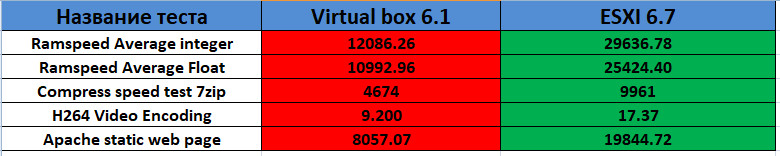 Название теста Virtual box 6.1 ESXI 6.7
Ramspeed Average integer 12086.26 29636.78
Ramspeed Average Float 10992.96 25424.40
Compress speed test 7zip 4674 9961
H264 Video Encoding 9.200 17.37
Apache static web page 8057.07 19844.72